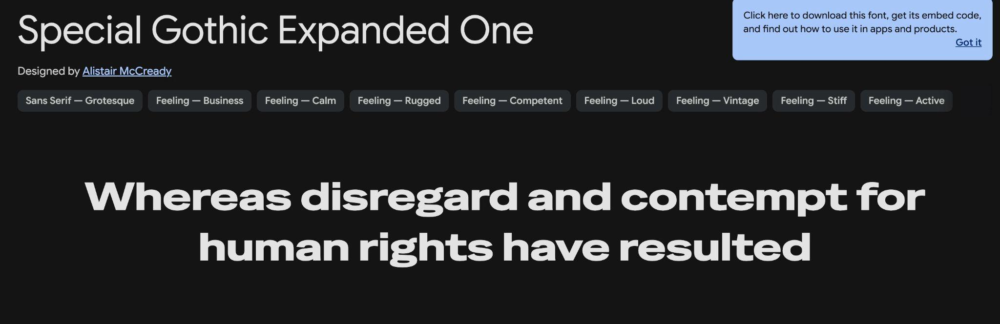 Special Gothic Expanded One
Click here to download this font, get its embed code,
and find out how to use it in apps and products.
Got it
Designed by Alistair McCready
Sans Serif — Grotesque
Feeling — Business
Feeling — Calm
Feeling — Rugged
Feeling — Competent
Feeling — Loud
Feeling — Vintage
Feeling — Stiff
Feeling — Active
Whereas disregard and contempt for
human rights have resulted